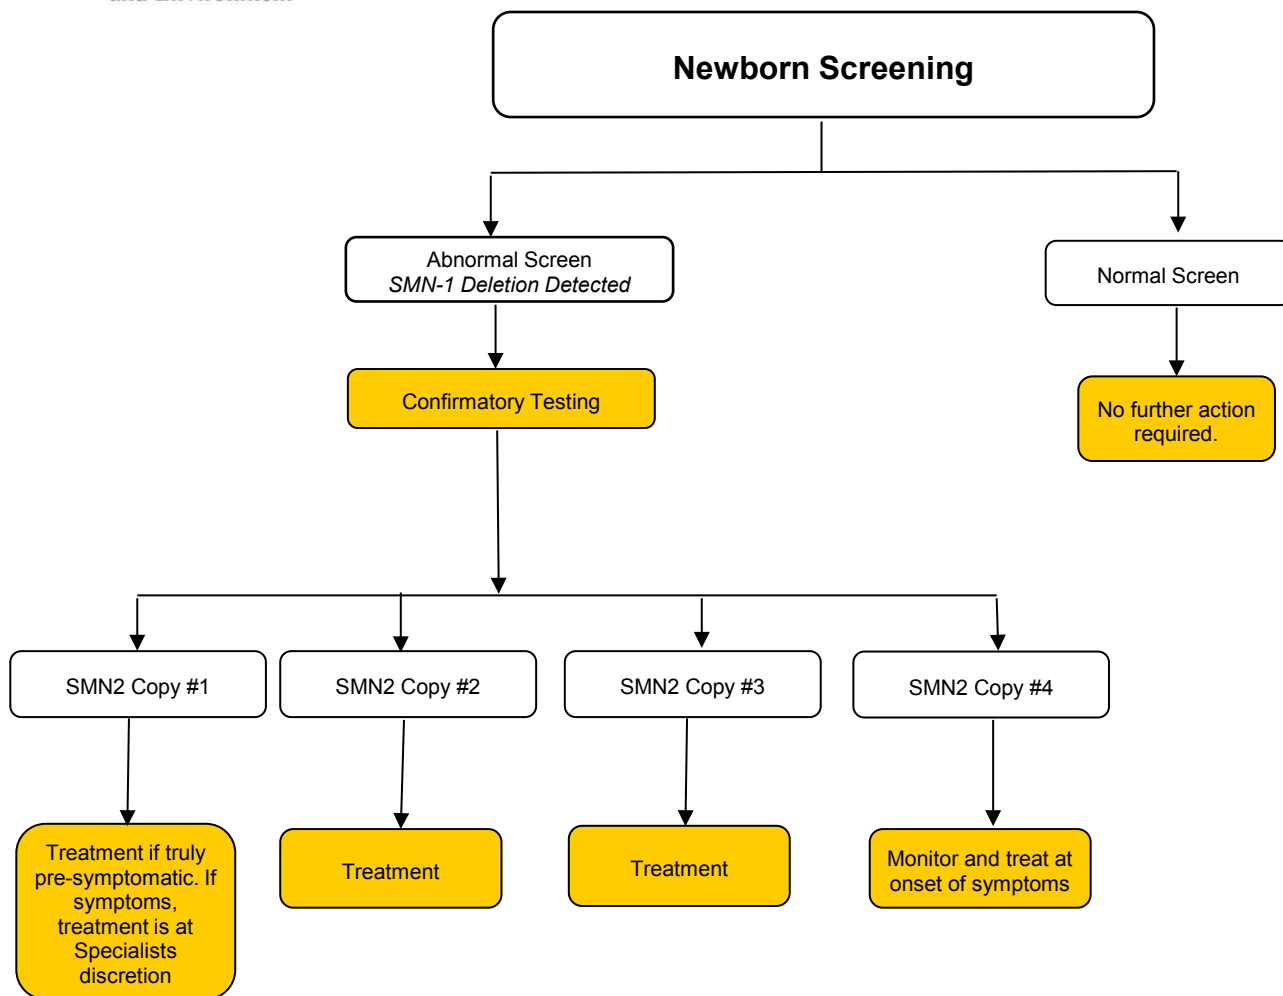 and Environment
Newborn Screening
Abnormal Screen
SMN-1 Deletion Detected
Normal Screen
Confirmatory Testing
No further action
required.
SMN2 Copy #1
SMN2 Copy #2
SMN2 Copy #3
SMN2 Copy #4
Treatment if truly
pre-symptomatic. If
symptoms,
treatment is at
Specialists
discretion
Treatment
Treatment
Monitor and treat at
onset of symptoms